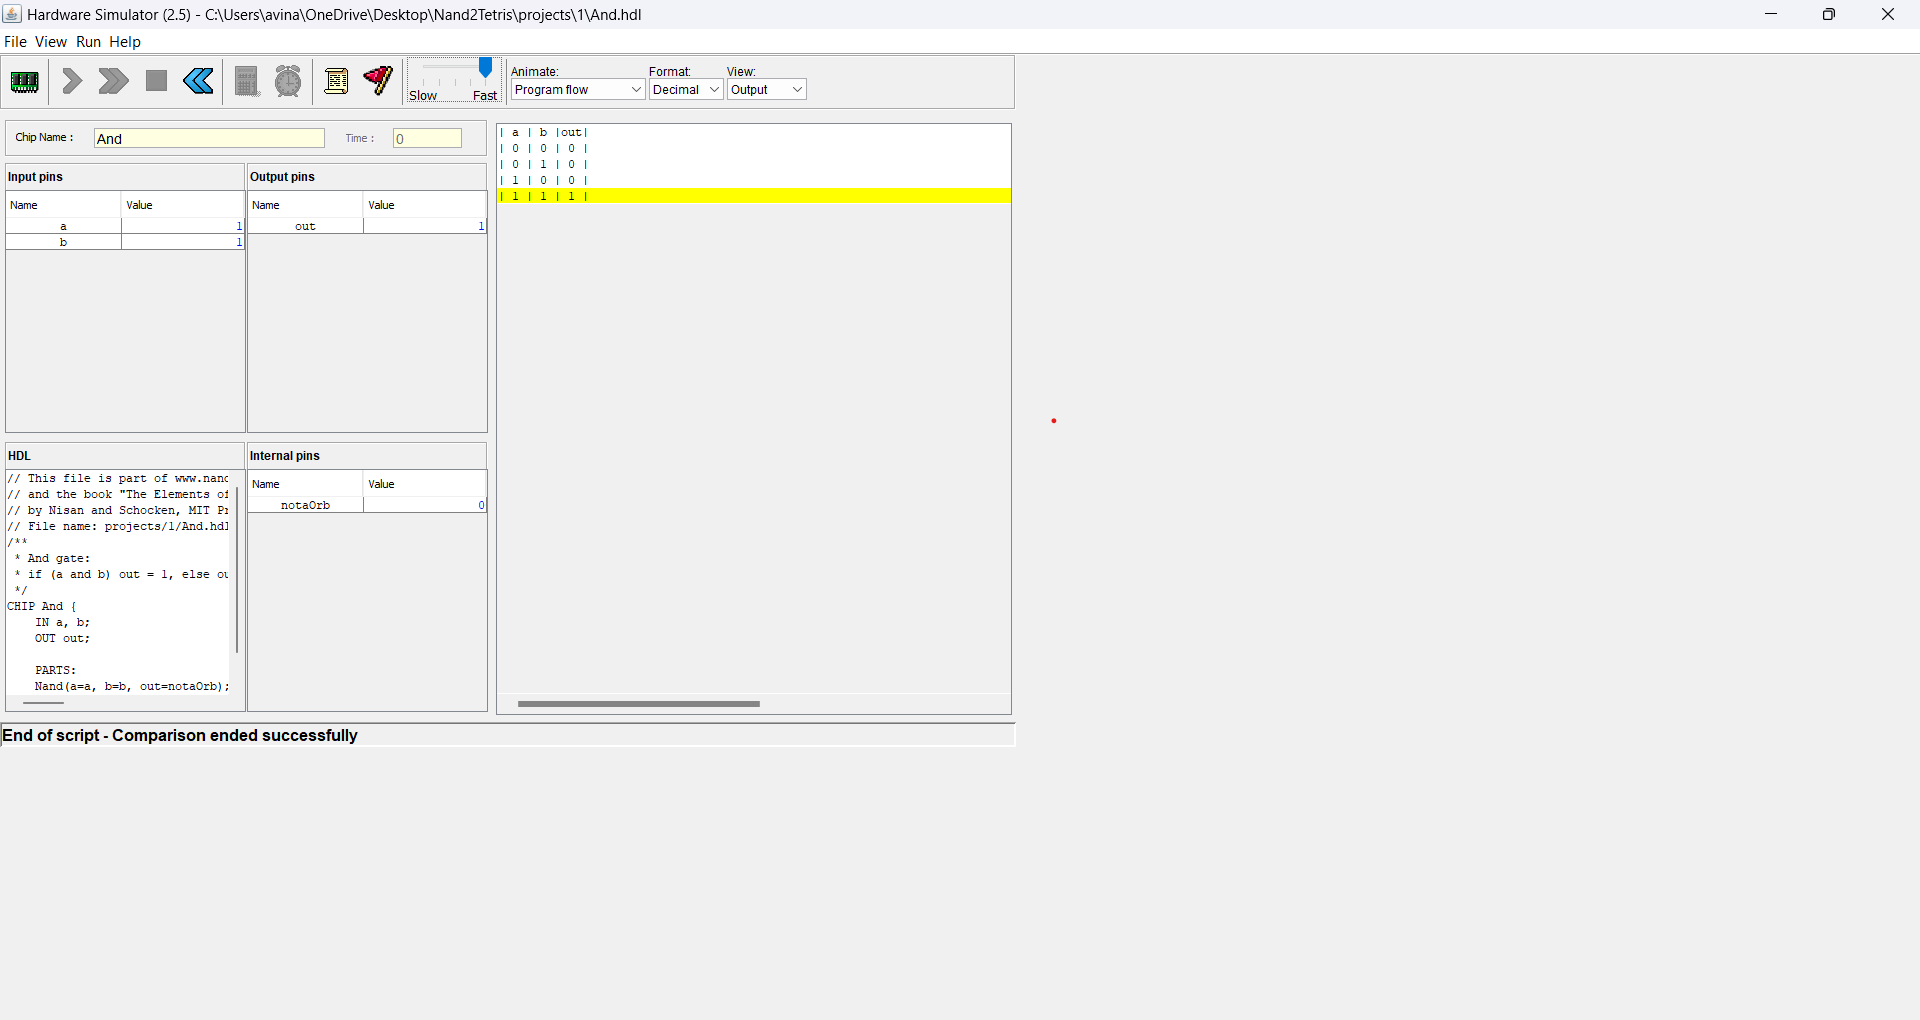 Hardware Simulator (2.5) - C:\Users\avina\OneDrive\Desktop\Nand2Tetris\projects\1\And.hdl
File View Run Help
Slow Fast
Animate:
Program flow
Format:
Decimal
View:
Output
Chip Name :
And
Time :
0
Input pins
Name Value
a 1
b 1
Output pins
Name Value
out 1
| a | b |out|
| 0 | 0 | 0 |
| 0 | 1 | 0 |
| 1 | 0 | 0 |
| 1 | 1 | 1 |
HDL
// This file is part of www.nand
// and the book "The Elements of
// by Nisan and Schocken, MIT Pr
// File name: projects/1/And.hdl
/**
* And gate:
* if (a and b) out = 1, else ou
*/
CHIP And {
IN a, b;
OUT out;
PARTS:
Nand(a=a, b=b, out=notaOrb);
Internal pins
Name Value
notaOrb 0
End of script - Comparison ended successfully